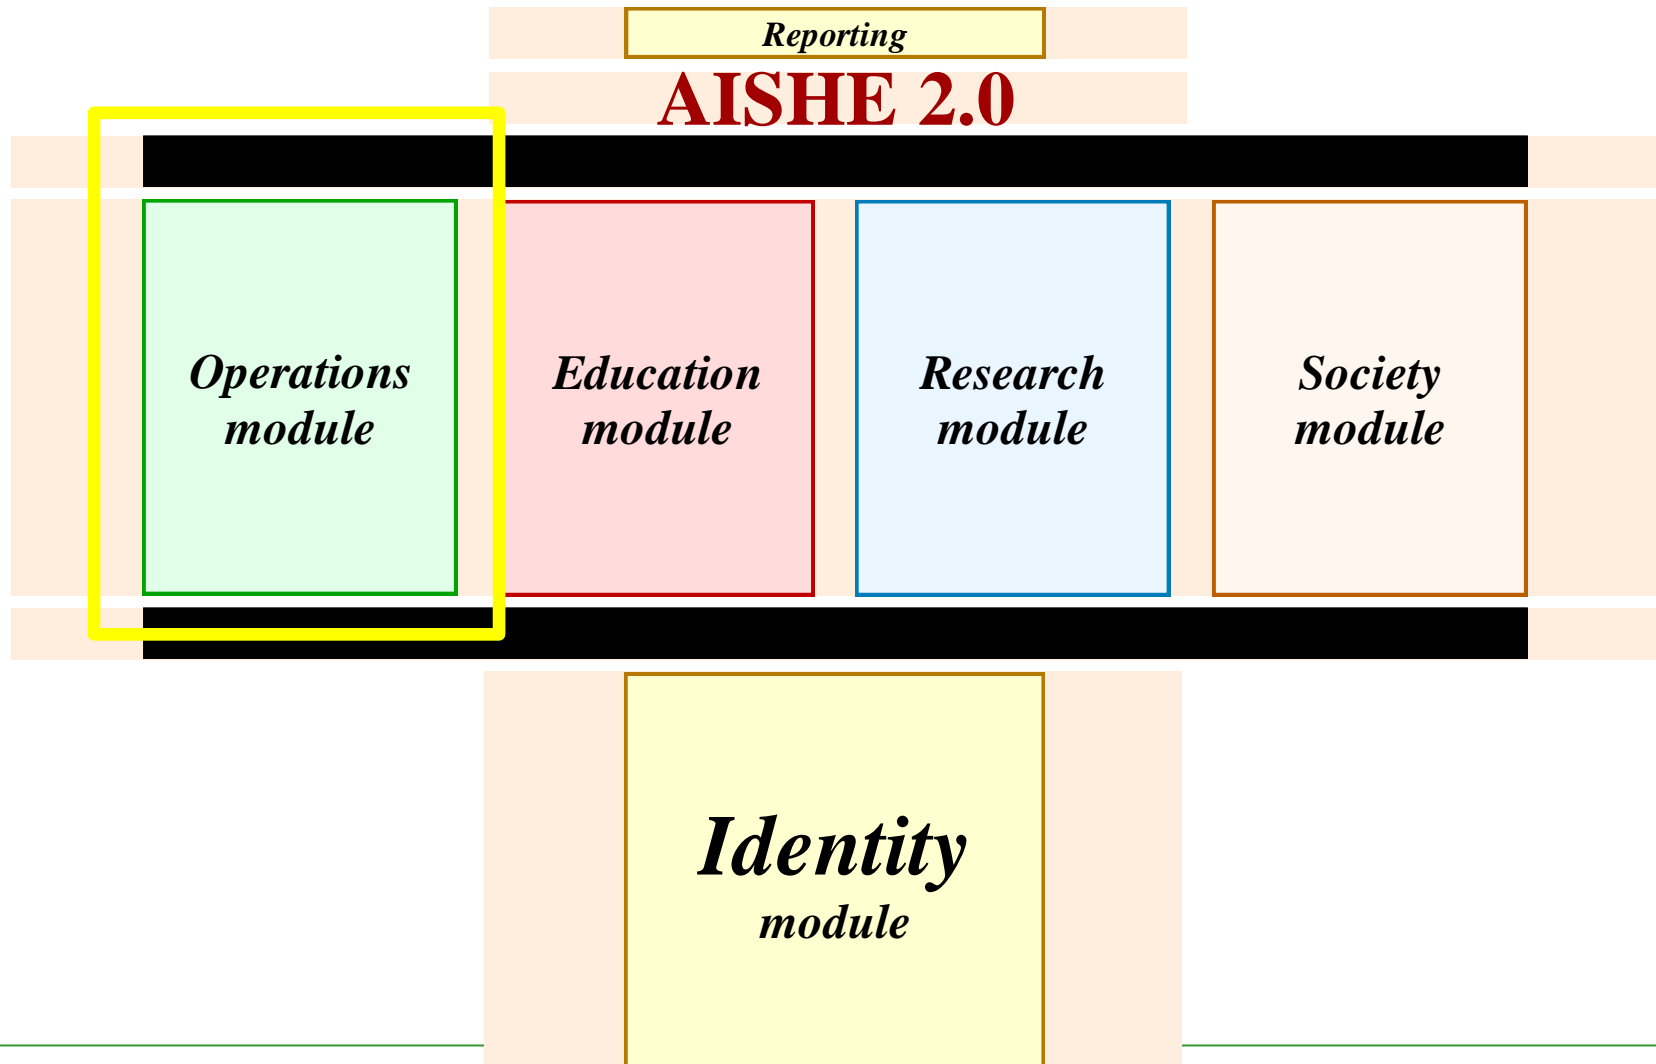 Reporting
AISHE 2.0
Operations
module
Education
module
Research
module
Society
module
Identity
module